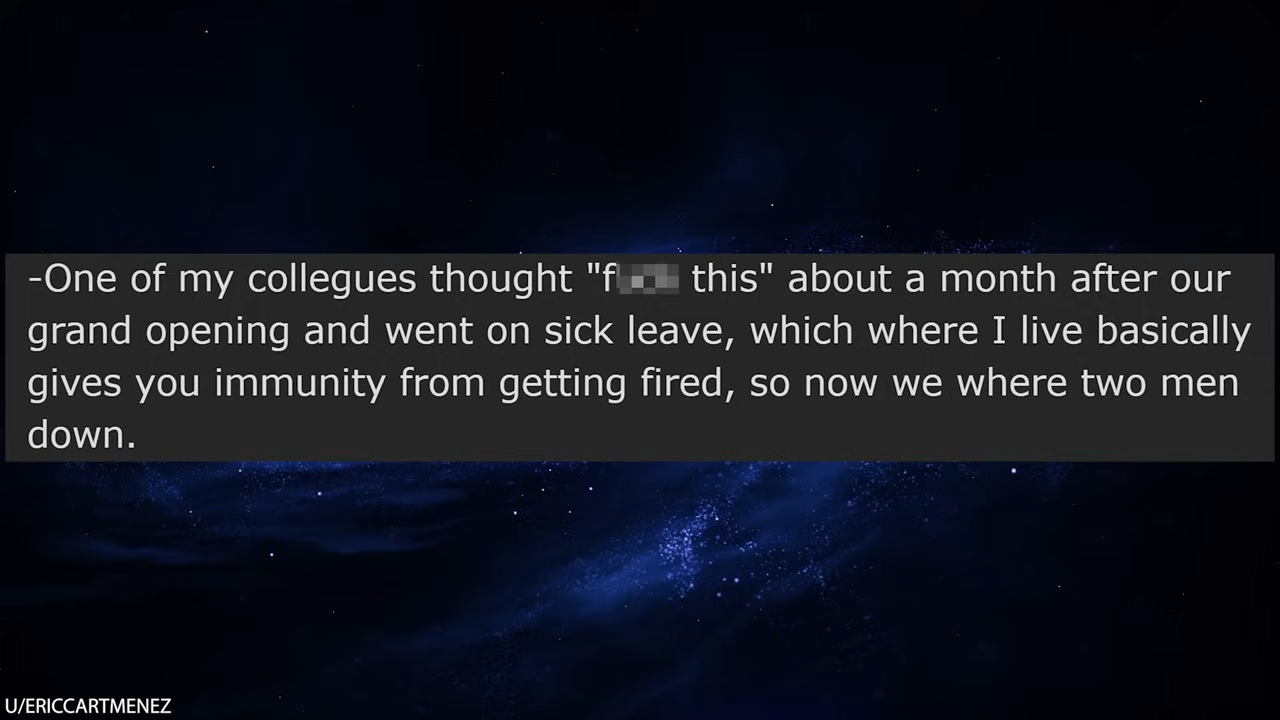 -One of my collegues thought "f this" about a month after our
grand opening and went on sick leave, which where I live basically
gives you immunity from getting fired, so now we where two men
down.
U/ERICCARTMENEZ